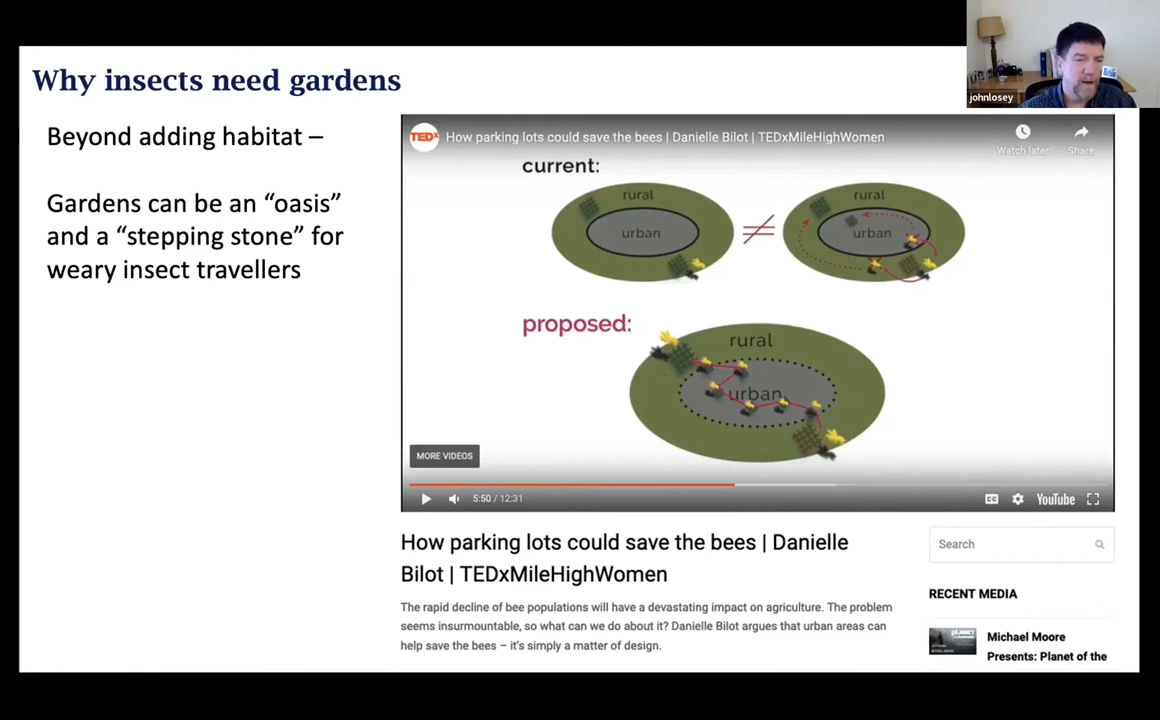 johnlosey
Why insects need gardens
Beyond adding habitat –
Gardens can be an “oasis”
and a “stepping stone” for
weary insect travellers
TEDx
How parking lots could save the bees | Danielle Bilot | TEDxMileHighWomen
Watch later
Share
current:
rural
urban
rural
urban
proposed:
rural
urban
MORE VIDEOS
5:50 / 12:31
CC
YouTube
How parking lots could save the bees | Danielle
Bilot | TEDxMileHighWomen
The rapid decline of bee populations will have a devastating impact on agriculture. The problem
seems insurmountable, so what can we do about it? Danielle Bilot argues that urban areas can
help save the bees – it’s simply a matter of design.
Search
RECENT MEDIA
Michael Moore
Presents: Planet of the